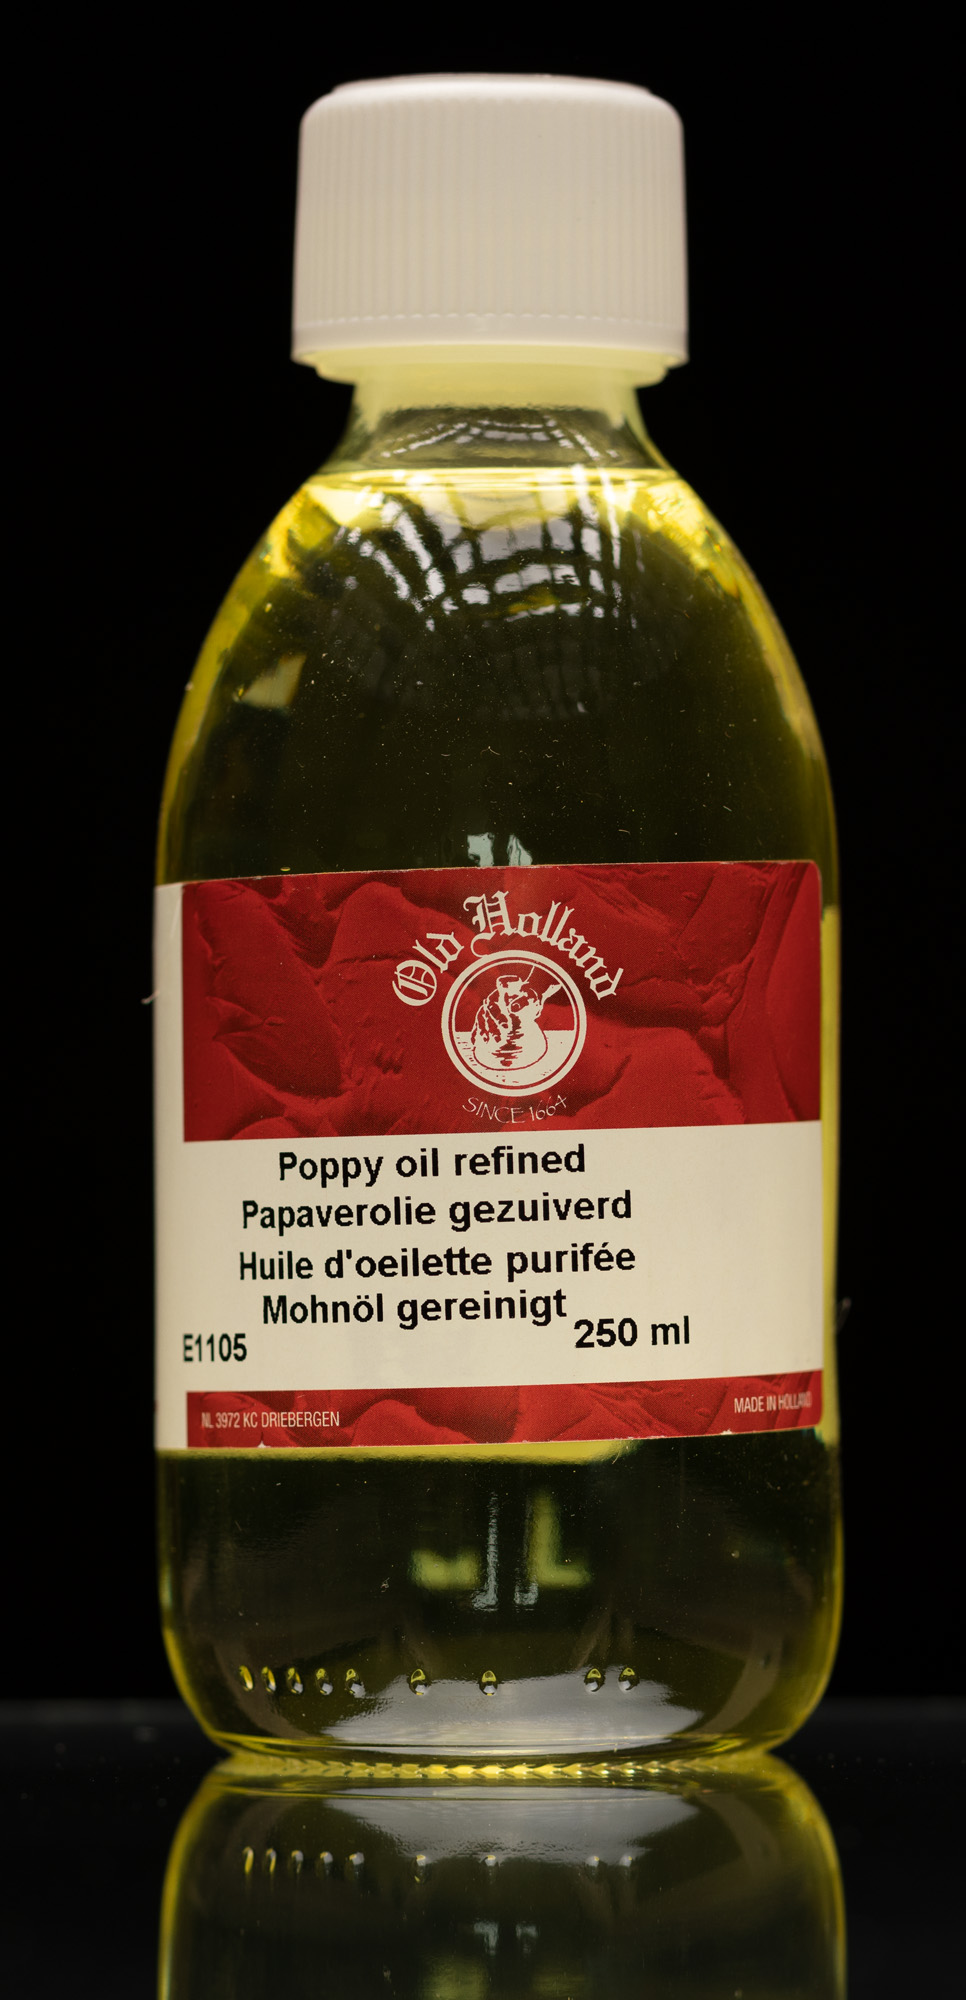 Old Holland
SINCE 1664
Poppy oil refined
Papaverolie gezuiverd
Huile d'oeilette purifée
Mohnöl gereinigt
E1105
250 ml
NL 3972 KC DRIEBERGEN
MADE IN HOLLAND